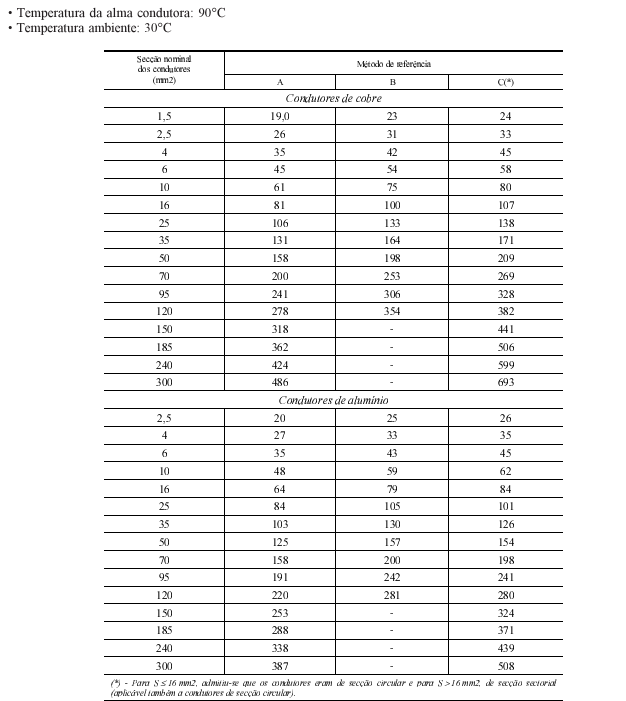 • Temperatura da alma condutora: 90°C
• Temperatura ambiente: 30°C
Secção nominal dos condutores (mm2) Método de referência
A B C(*)
Condutores de cobre
1,5 19,0 23 24
2,5 26 31 33
4 35 42 45
6 45 54 58
10 61 75 80
16 81 100 107
25 106 133 138
35 131 164 171
50 158 198 209
70 200 253 269
95 241 306 328
120 278 354 382
150 318 - 441
185 362 - 506
240 424 - 599
300 486 - 693
Condutores de alumínio
2,5 20 25 26
4 27 33 35
6 35 43 45
10 48 59 62
16 64 79 84
25 84 105 101
35 103 130 126
50 125 157 154
70 158 200 198
95 191 242 241
120 220 281 280
150 253 - 324
185 288 - 371
240 338 - 439
300 387 - 508
(*) - Para S ≤ 16 mm2, admitiu-se que os condutores eram de secção circular e para S > 16 mm2, de secção sectorial
(aplicável também a condutores de secção circular).